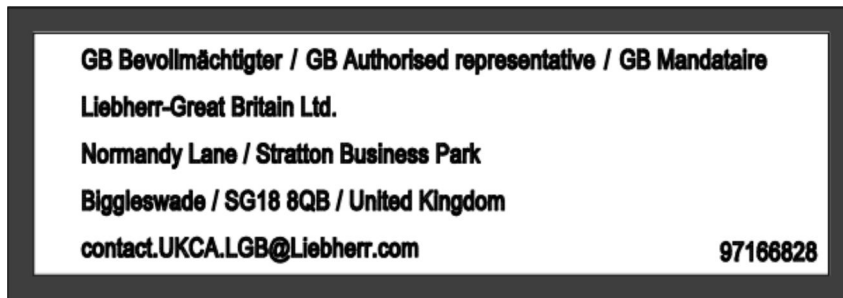 GB Bevollmächtigter / GB Authorised representative / GB Mandataire
Liebherr-Great Britain Ltd.
Normandy Lane / Stratton Business Park
Biggleswade / SG18 8QB / United Kingdom
contact.UKCA.LGB@Liebherr.com 97166828